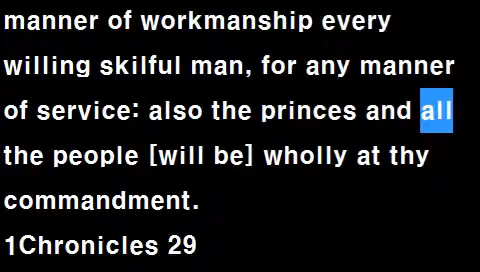 manner of workmanship every
willing skilful man, for any manner
of service: also the princes and all
the people [will be] wholly at thy
commandment.
1Chronicles 29